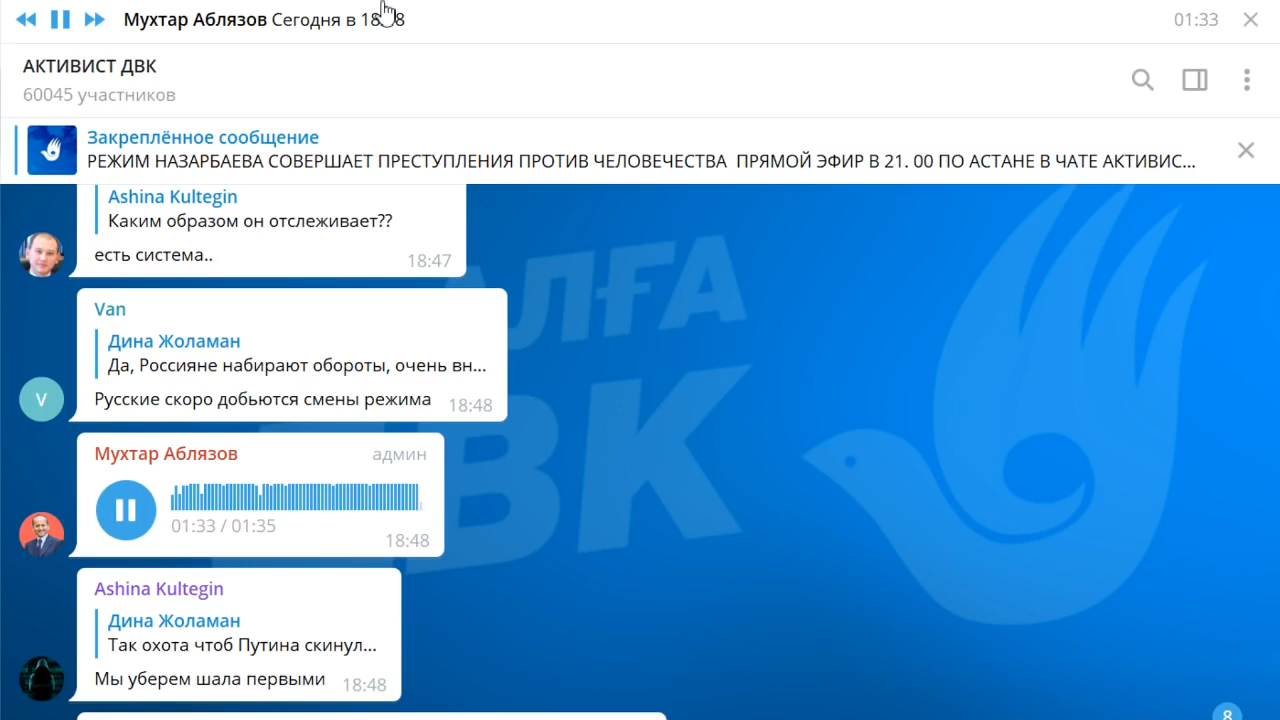 Мухтар Аблязов Сегодня в 18:48
01:33
АКТИВИСТ ДВК
60045 участников
Закреплённое сообщение
РЕЖИМ НАЗАРБАЕВА СОВЕРШАЕТ ПРЕСТУПЛЕНИЯ ПРОТИВ ЧЕЛОВЕЧЕСТВА ПРЯМОЙ ЭФИР В 21. 00 ПО АСТАНЕ В ЧАТЕ АКТИВИС...
Ashina Kultegin
Каким образом он отслеживает??
есть система..
18:47
АЛҒА
ДВК
Van
Дина Жоламан
Да, Россияне набирают обороты, очень вн...
Русские скоро добьются смены режима
18:48
V
Мухтар Аблязов
админ
01:33 / 01:35
18:48
Ashina Kultegin
Дина Жоламан
Так охота чтоб Путина скинул...
Мы уберем шала первыми
18:48
8